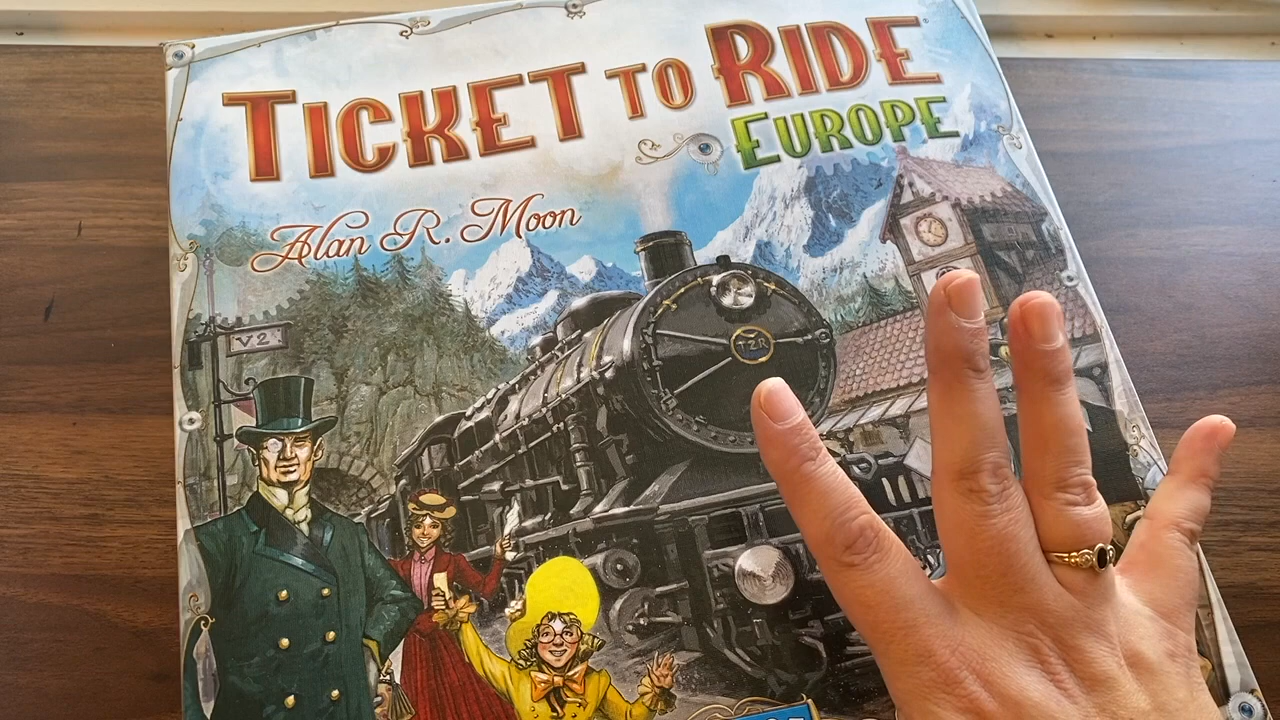 TICKET TO RIDE
EUROPE
Alan R. Moon
V2
T2R